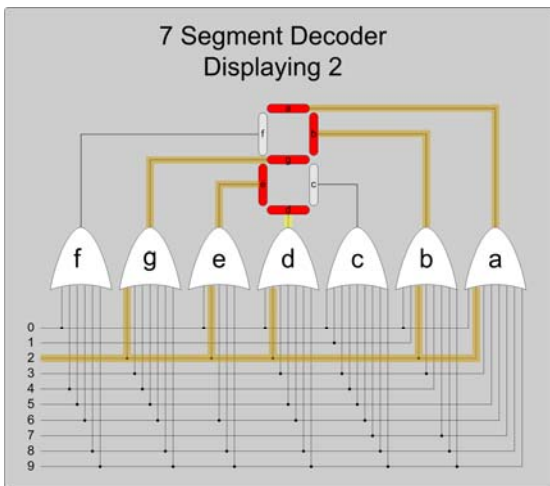 7 Segment Decoder
Displaying 2
a
f
b
g
e
c
d
f g e d c b a
0
1
2
3
4
5
6
7
8
9